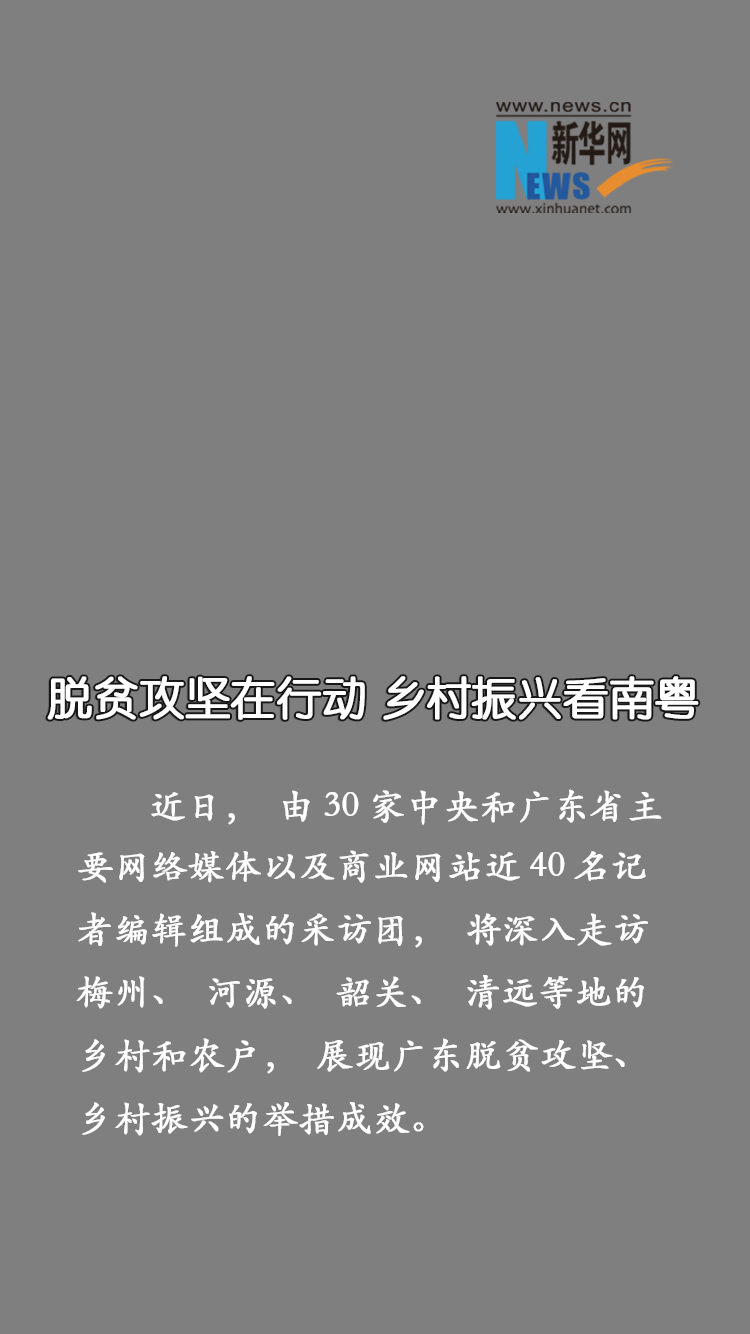 www.news.cn
新华网
NEWS
www.xinhuanet.com
脱贫攻坚在行动 乡村振兴看南粤
近日， 由30家中央和广东省主
要网络媒体以及商业网站近40名记
者编辑组成的采访团， 将深入走访
梅州、 河源、 韶关、 清远等地的
乡村和农户， 展现广东脱贫攻坚、
乡村振兴的举措成效。